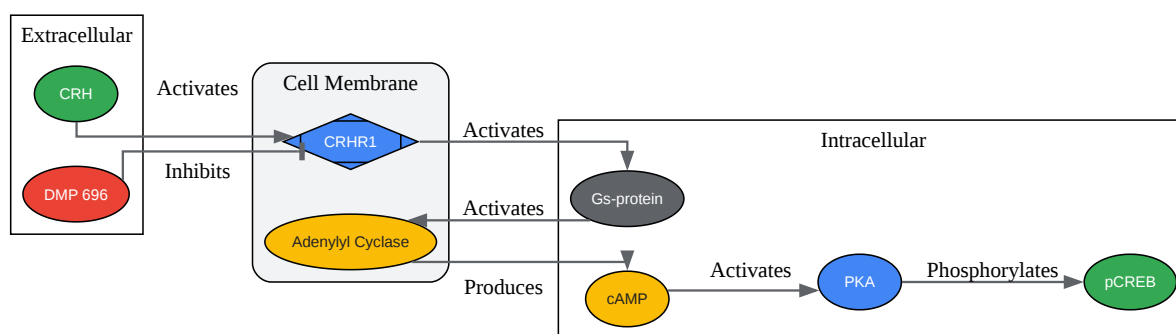 Extracellular
CRH
DMP 696
Activates
Inhibits
Cell Membrane
CRHR1
Adenylyl Cyclase
Activates
Activates
Produces
Intracellular
Gs-protein
cAMP
Activates
PKA
Phosphorylates
pCREB